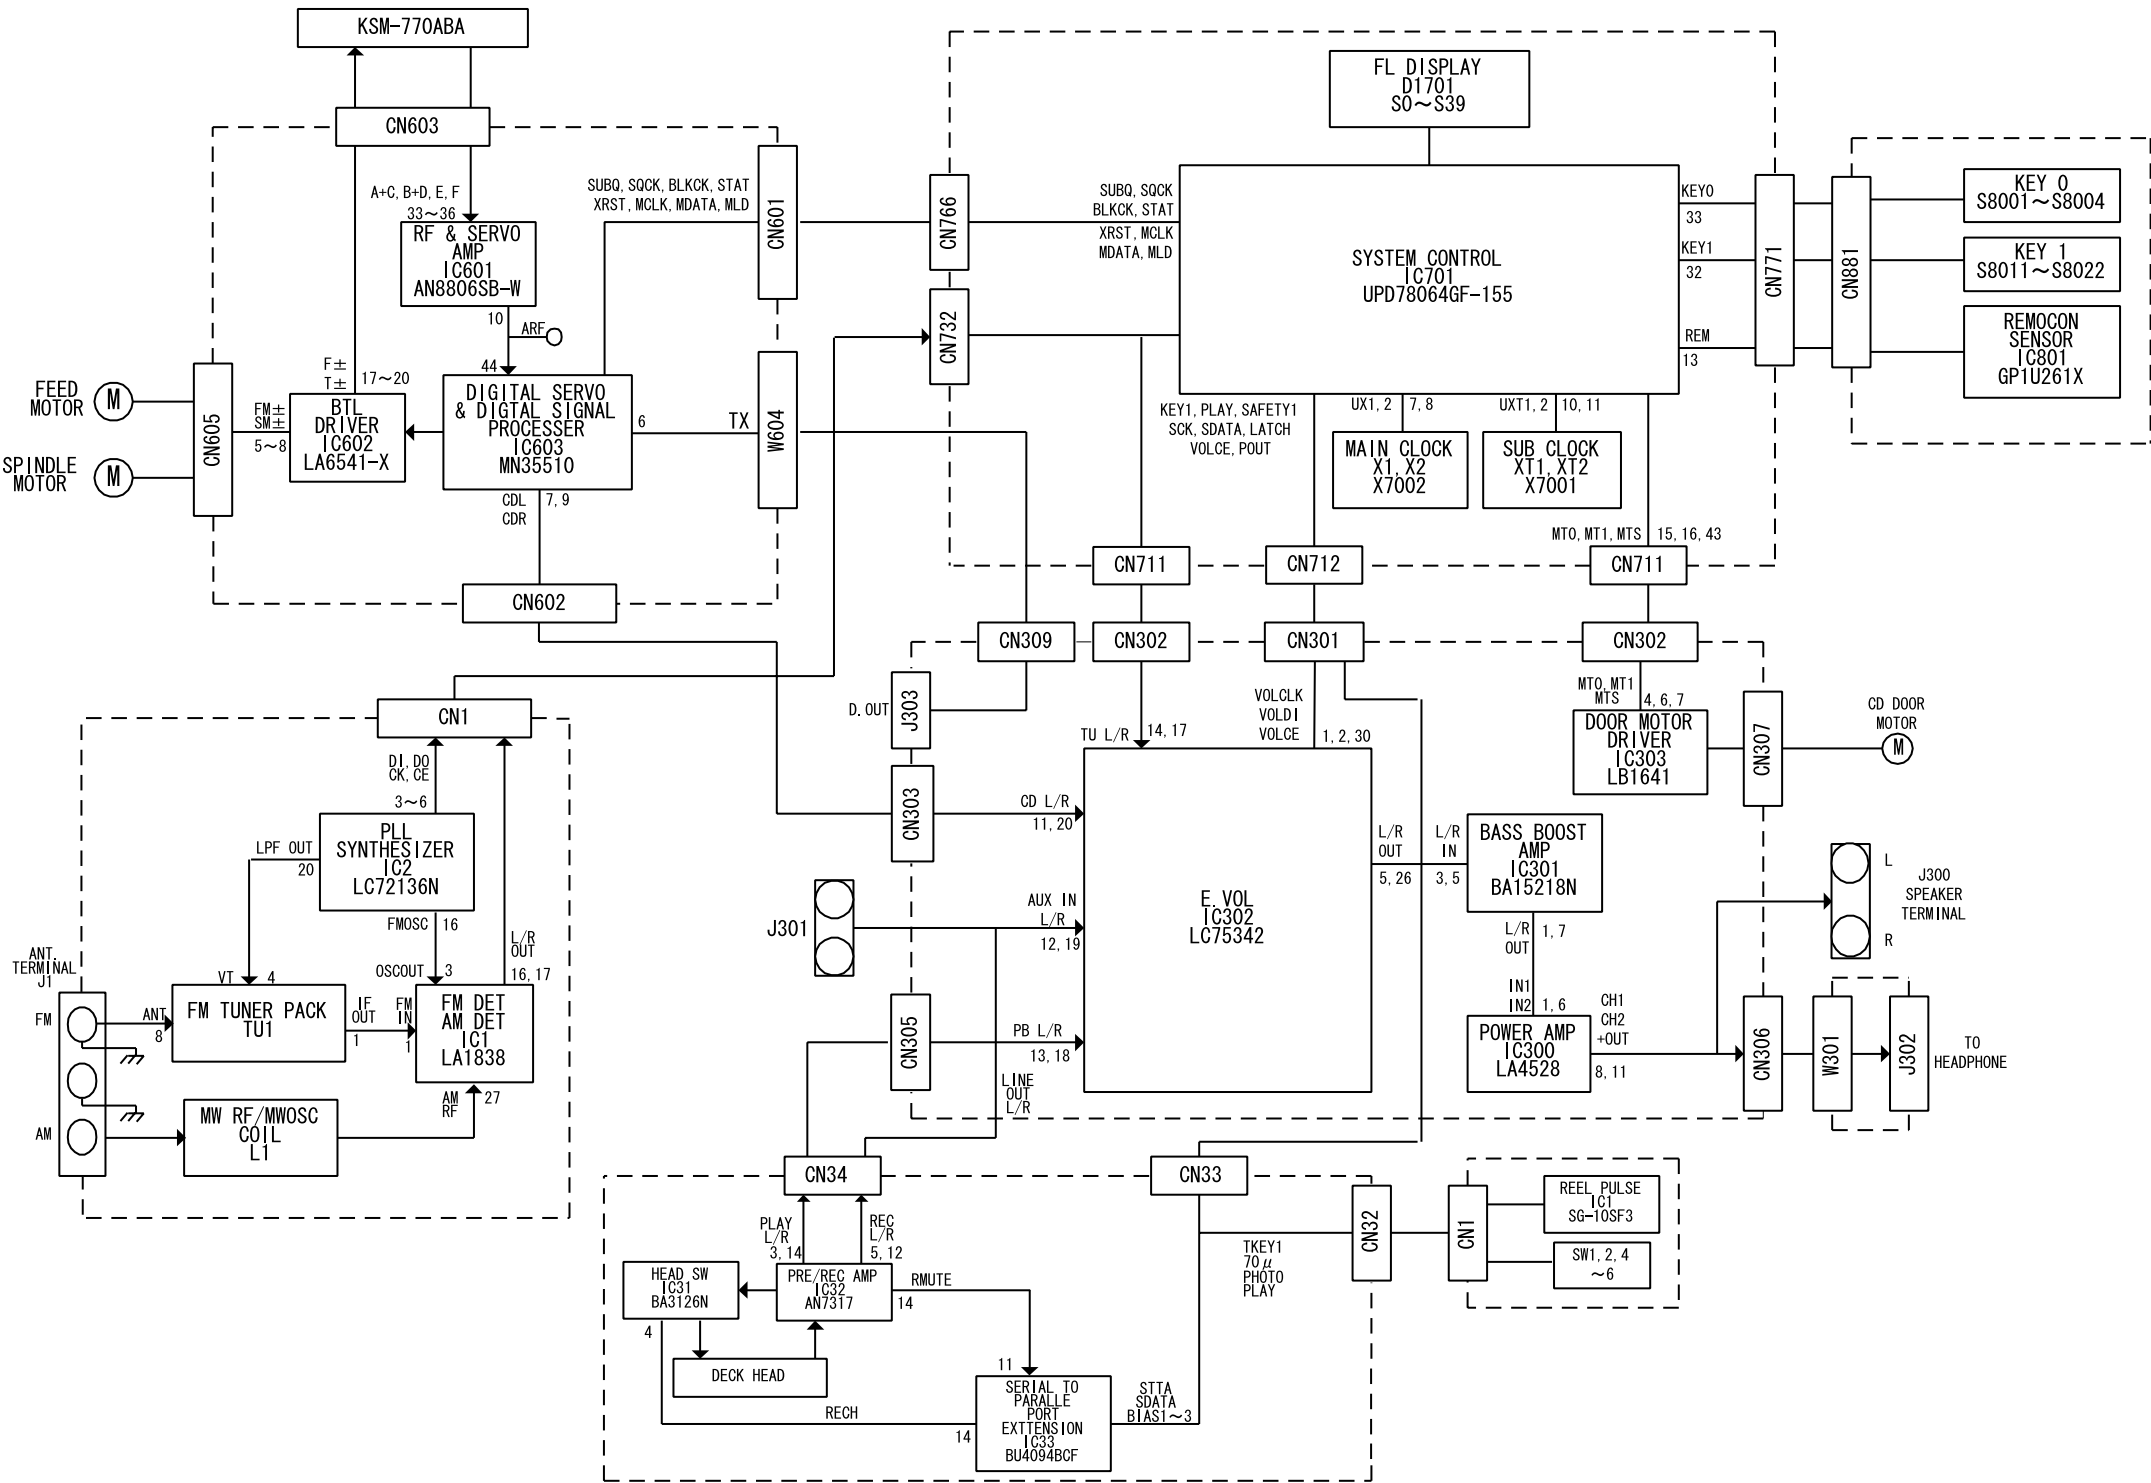 KSM-770ABA
CN603
A+C, B+D, E, F
33～36
RF & SERVO
AMP
IC601
AN8806SB-W
10
ARF
44
SUBQ, SQCK, BLKCK, STAT
XRST, MCLK, MDATA, MLD
CN601
FEED
MOTOR
M
SPINDLE
MOTOR
M
CN605
FM±
SM±
5～8
F±
T±
17～20
BTL
DRIVER
IC602
LA6541-X
DIGITAL SERVO
& DIGTAL SIGNAL
PROCESSER
IC603
MN35510
6
TX
W604
CDL
CDR
7, 9
CN602
FL DISPLAY
D1701
S0～S39
CN766
SUBQ, SQCK
BLKCK, STAT
XRST, MCLK
MDATA, MLD
CN732
SYSTEM CONTROL
IC701
UPD78064GF-155
KEY0
33
KEY1
32
REM
13
CN771
CN881
KEY 0
S8001～S8004
KEY 1
S8011～S8022
REMOCON
SENSOR
IC801
GP1U261X
KEY1, PLAY, SAFETY1
SCK, SDATA, LATCH
VOLCE, POUT
UX1, 2
7, 8
MAIN CLOCK
X1, X2
X7002
UXT1, 2
10, 11
SUB CLOCK
XT1, XT2
X7001
MT0, MT1, MTS
15, 16, 43
CN711
CN712
CN711
CN309
CN302
CN301
CN302
D. OUT
J303
TU L/R
14, 17
VOLCLK
VOLDI
VOLCE
1, 2, 30
MT0, MT1
MTS
4, 6, 7
DOOR MOTOR
DRIVER
IC303
LB1641
CN307
CD DOOR
MOTOR
M
CN303
CD L/R
11, 20
J301
AUX IN
L/R
12, 19
CN305
PB L/R
13, 18
LINE
OUT
L/R
E. VOL
IC302
LC75342
L/R
OUT
5, 26
L/R
IN
3, 5
BASS BOOST
AMP
IC301
BA15218N
L/R
OUT
1, 7
IN1
IN2
1, 6
POWER AMP
IC300
LA4528
CH1
CH2
+OUT
8, 11
L
R
J300
SPEAKER
TERMINAL
CN306
W301
J302
TO
HEADPHONE
CN1
DI, DO
CK, CE
3～6
PLL
SYNTHESIZER
IC2
LC72136N
LPF OUT
20
FMOSC
16
L/R
OUT
16, 17
ANT.
TERMINAL
J1
FM
AM
ANT
8
VT
4
FM TUNER PACK
TU1
IF
OUT
1
FM
IN
1
OSCOUT
3
FM DET
AM DET
IC1
LA1838
AM
RF
27
MW RF/MWOSC
COIL
L1
CN34
CN33
PLAY
L/R
3, 14
REC
L/R
5, 12
HEAD SW
IC31
BA3126N
4
PRE/REC AMP
IC32
AN7317
RMUTE
14
DECK HEAD
RECH
11
SERIAL TO
PARALLE
PORT
EXTTENSION
IC33
BU4094BCF
14
STTA
SDATA
BIAS1～3
TKEY1
70μ
PHOTO
PLAY
CN32
CN1
REEL PULSE
IC1
SG-10SF3
SW1, 2, 4
～6